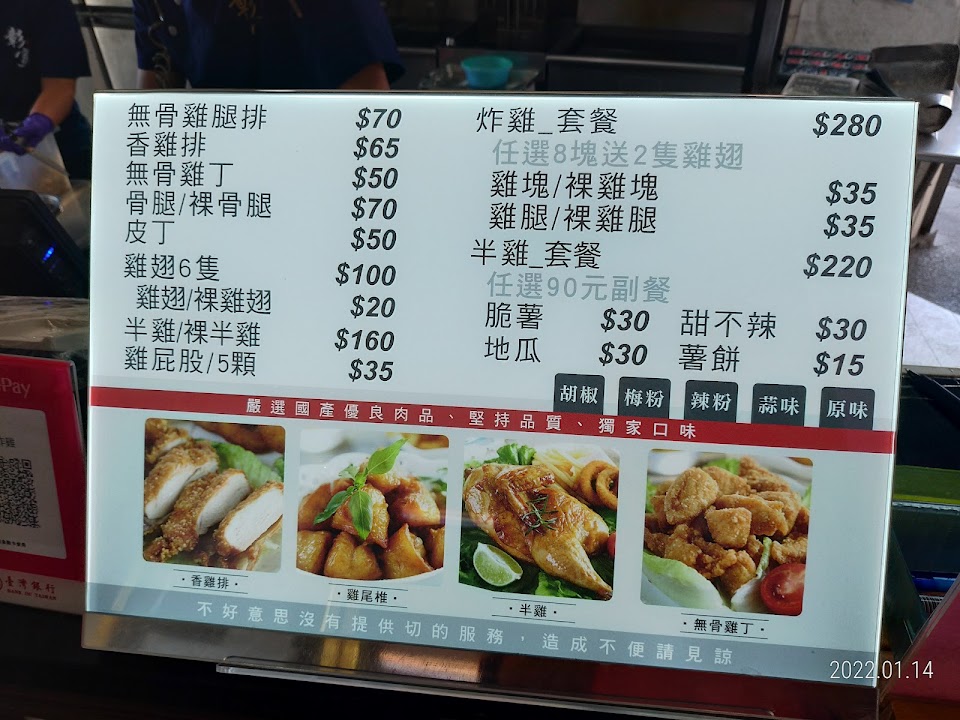 無骨雞腿排 $70
香雞排 $65
無骨雞丁 $50
骨腿/裸骨腿 $70
皮丁 $50
雞翅6隻 $100
雞翅/裸雞翅 $20
半雞/裸半雞 $160
雞屁股/5顆 $35
炸雞_套餐 $280
任選8塊送2隻雞翅
雞塊/裸雞塊 $35
雞腿/裸雞腿 $35
半雞_套餐 $220
任選90元副餐
脆薯 $30 甜不辣 $30
地瓜 $30 薯餅 $15
胡椒 梅粉 辣粉 蒜味 原味
嚴選國產優良肉品、堅持品質、獨家口味
·香雞排· ·雞尾椎· ·半雞· ·無骨雞丁·
不好意思沒有提供切的服務，造成不便請見諒
Pay
臺灣銀行
BANK OF TAIWAN
2022.01.14